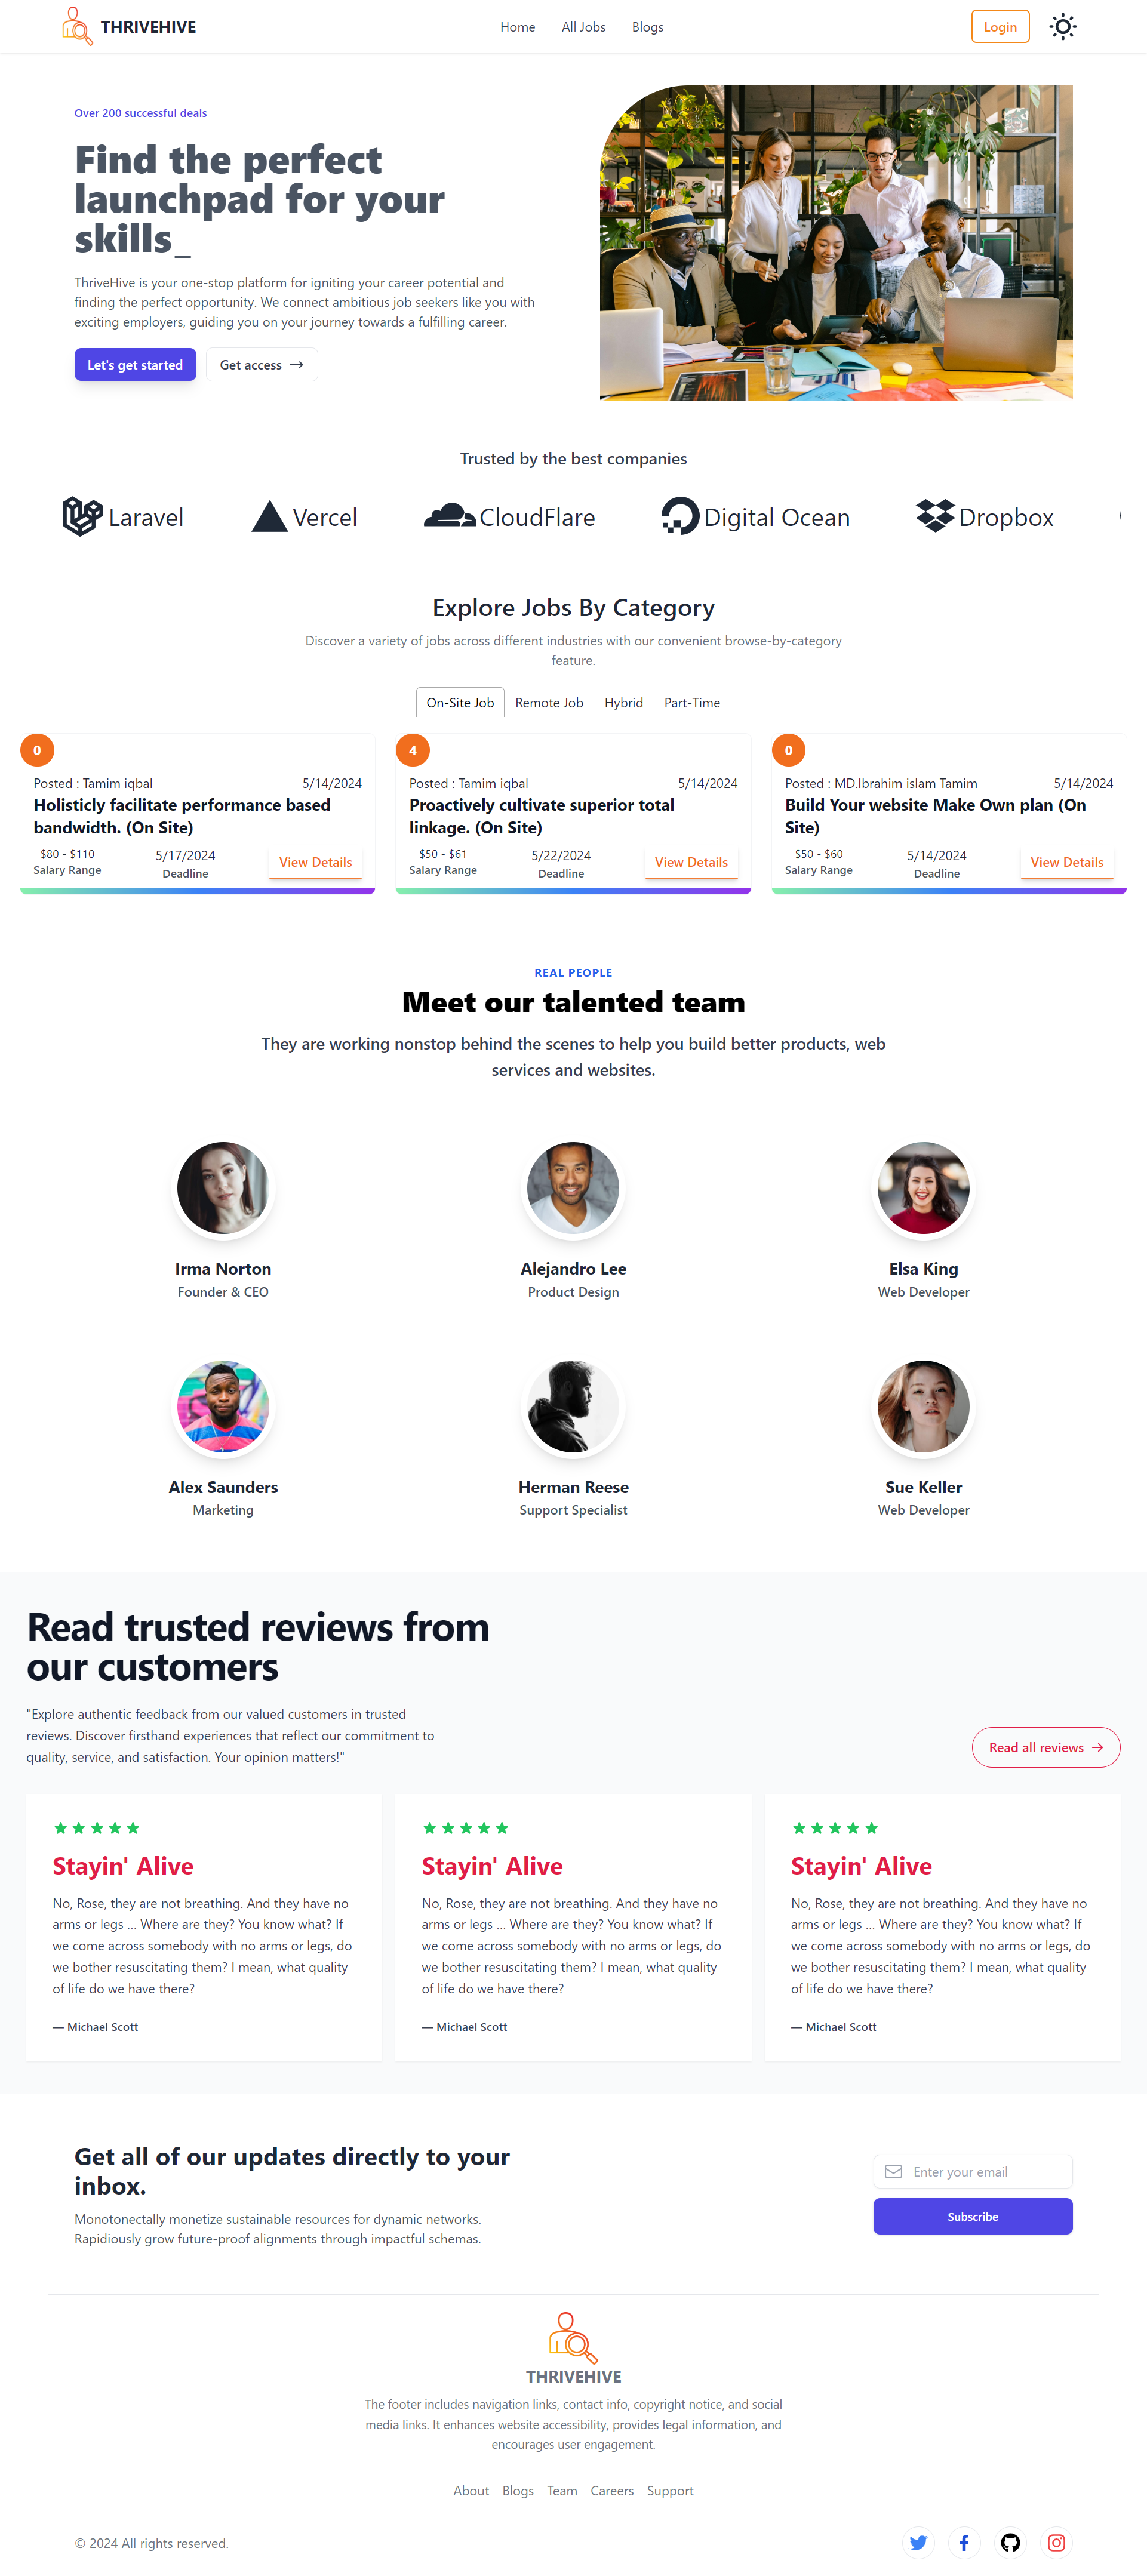 THRIVEHIVE
Home
All Jobs
Blogs
Login
Over 200 successful deals
Find the perfect
launchpad for your
skills_
ThriveHive is your one-stop platform for igniting your career potential and
finding the perfect opportunity. We connect ambitious job seekers like you with
exciting employers, guiding you on your journey towards a fulfilling career.
Let's get started
Get access
Trusted by the best companies
Laravel
Vercel
CloudFlare
Digital Ocean
Dropbox
Explore Jobs By Category
Discover a variety of jobs across different industries with our convenient browse-by-category
feature.
On-Site Job
Remote Job
Hybrid
Part-Time
0
Posted : Tamim iqbal
5/14/2024
Holisticly facilitate performance based
bandwidth. (On Site)
$80 - $110
Salary Range
5/17/2024
Deadline
View Details
4
Posted : Tamim iqbal
5/14/2024
Proactively cultivate superior total
linkage. (On Site)
$50 - $61
Salary Range
5/22/2024
Deadline
View Details
0
Posted : MD.Ibrahim islam Tamim
5/14/2024
Build Your website Make Own plan (On
Site)
$50 - $60
Salary Range
5/14/2024
Deadline
View Details
REAL PEOPLE
Meet our talented team
They are working nonstop behind the scenes to help you build better products, web
services and websites.
Irma Norton
Founder & CEO
Alejandro Lee
Product Design
Elsa King
Web Developer
Alex Saunders
Marketing
Herman Reese
Support Specialist
Sue Keller
Web Developer
Read trusted reviews from
our customers
"Explore authentic feedback from our valued customers in trusted
reviews. Discover firsthand experiences that reflect our commitment to
quality, service, and satisfaction. Your opinion matters!"
Read all reviews
Stayin' Alive
No, Rose, they are not breathing. And they have no
arms or legs … Where are they? You know what? If
we come across somebody with no arms or legs, do
we bother resuscitating them? I mean, what quality
of life do we have there?
— Michael Scott
Stayin' Alive
No, Rose, they are not breathing. And they have no
arms or legs … Where are they? You know what? If
we come across somebody with no arms or legs, do
we bother resuscitating them? I mean, what quality
of life do we have there?
— Michael Scott
Stayin' Alive
No, Rose, they are not breathing. And they have no
arms or legs … Where are they? You know what? If
we come across somebody with no arms or legs, do
we bother resuscitating them? I mean, what quality
of life do we have there?
— Michael Scott
Get all of our updates directly to your
inbox.
Monotonectally monetize sustainable resources for dynamic networks.
Rapidiously grow future-proof alignments through impactful schemas.
Enter your email
Subscribe
THRIVEHIVE
The footer includes navigation links, contact info, copyright notice, and social
media links. It enhances website accessibility, provides legal information, and
encourages user engagement.
About
Blogs
Team
Careers
Support
© 2024 All rights reserved.